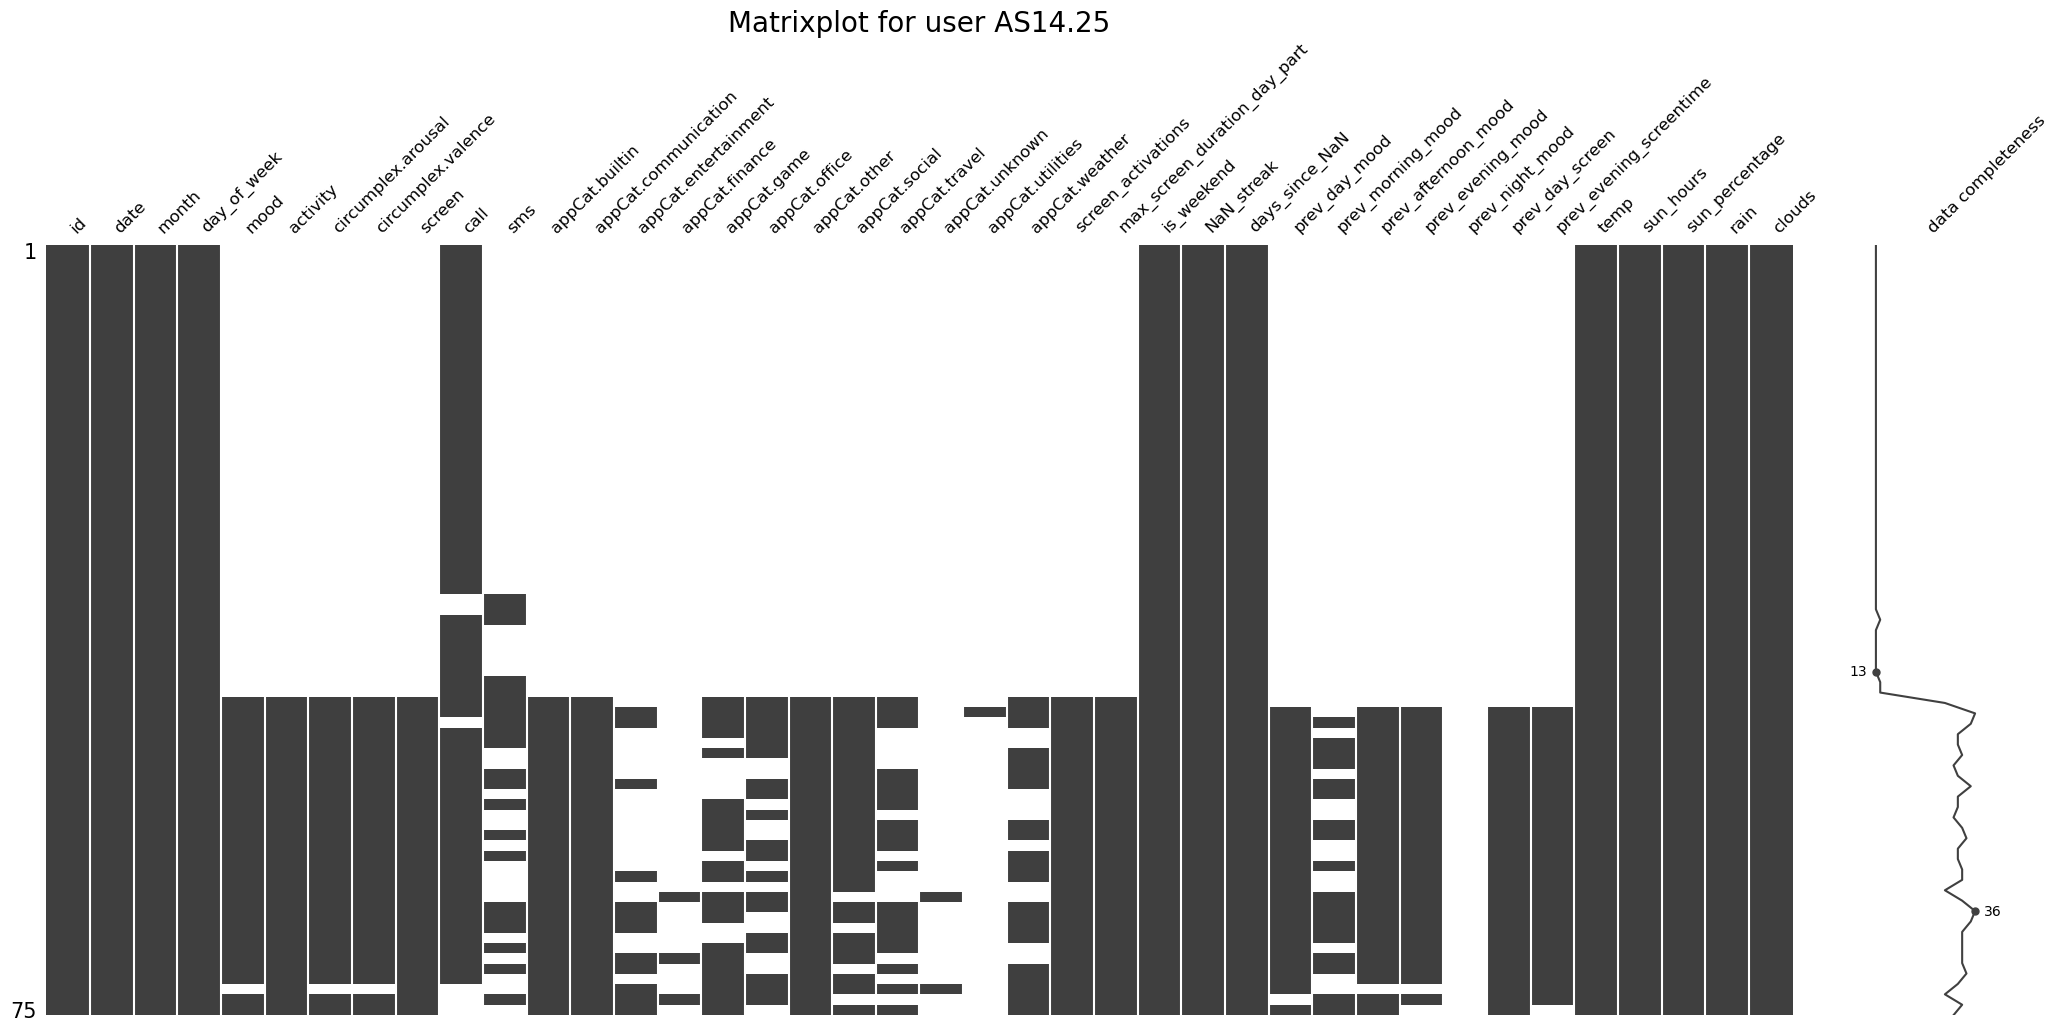 Matrixplot for user AS14.25
id
date
month
day_of_week
mood
activity
circumplex.arousal
circumplex.valence
screen
call
sms
appCat.builtin
appCat.communication
appCat.entertainment
appCat.finance
appCat.game
appCat.office
appCat.other
appCat.social
appCat.travel
appCat.unknown
appCat.utilities
appCat.weather
screen_activations
max_screen_duration_day_part
is_weekend
NaN_streak
days_since_NaN
prev_day_mood
prev_morning_mood
prev_afternoon_mood
prev_evening_mood
prev_night_mood
prev_day_screen
prev_evening_screentime
temp
sun_hours
sun_percentage
rain
clouds
data completeness
1
13
36
75